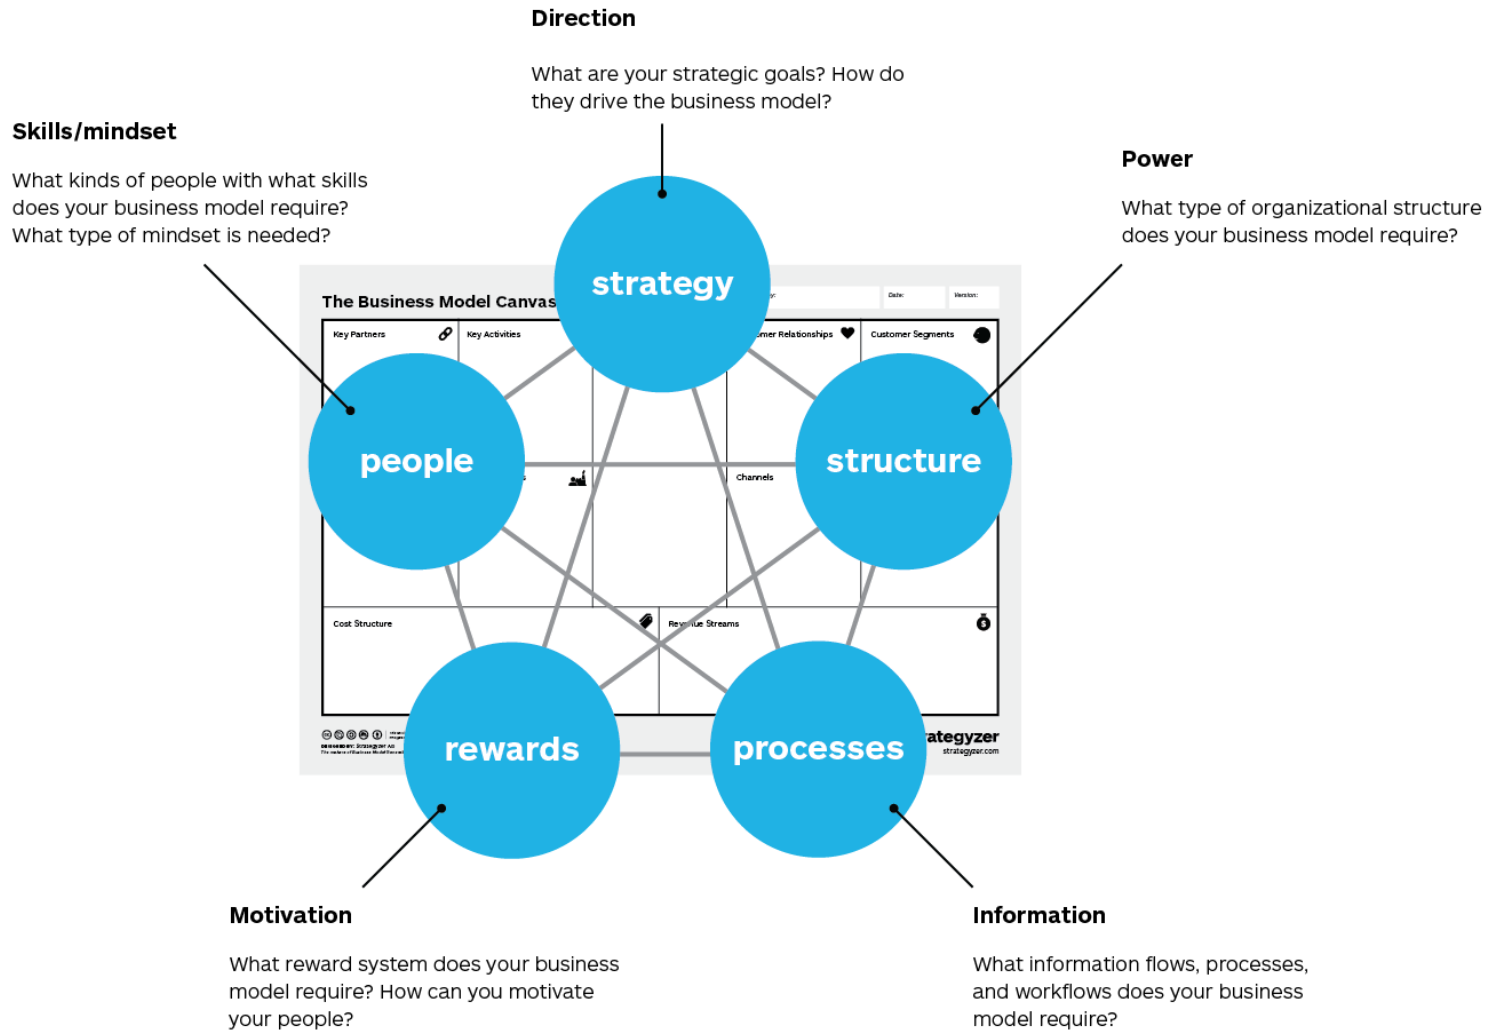 Direction
What are your strategic goals? How do
they drive the business model?
Skills/mindset
What kinds of people with what skills
does your business model require?
What type of mindset is needed?
Power
What type of organizational structure
does your business model require?
strategy
The Business Model Canvas
Date:
Version:
Key Partners
Key Activities
Relationships
Customer Segments
people
structure
Channels
Cost Structure
Revenue Streams
rewards
processes
DESIGNED BY: Strategyzer AG
strategyzer.com
Motivation
What reward system does your business
model require? How can you motivate
your people?
Information
What information flows, processes,
and workflows does your business
model require?